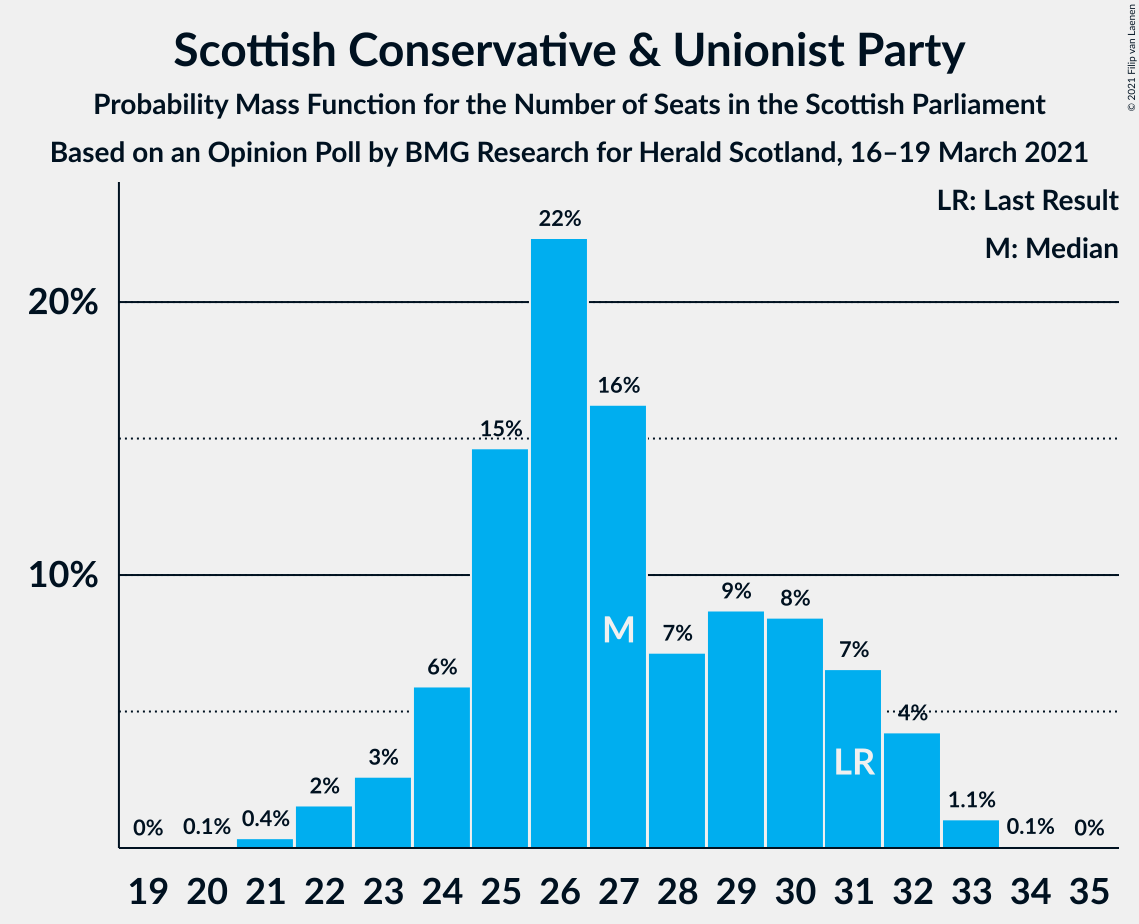 Scottish Conservative & Unionist Party
Probability Mass Function for the Number of Seats in the Scottish Parliament
Based on an Opinion Poll by BMG Research for Herald Scotland, 16–19 March 2021
© 2021 Filip van Laenen
LR: Last Result
M: Median
20%
10%
0%
0.1%
0.4%
2%
3%
6%
15%
22%
16%
7%
9%
8%
7%
4%
1.1%
0.1%
0%
M
LR
19 20 21 22 23 24 25 26 27 28 29 30 31 32 33 34 35